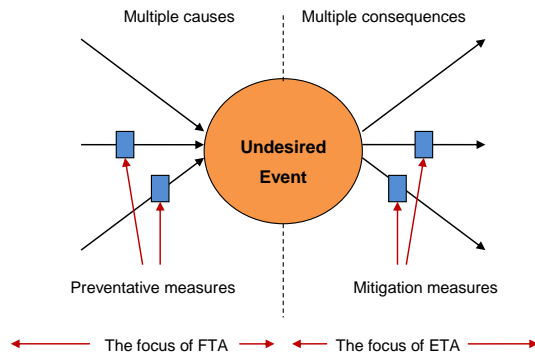 Multiple causes
Multiple consequences
Undesired
Event
Preventative measures
Mitigation measures
The focus of FTA
The focus of ETA